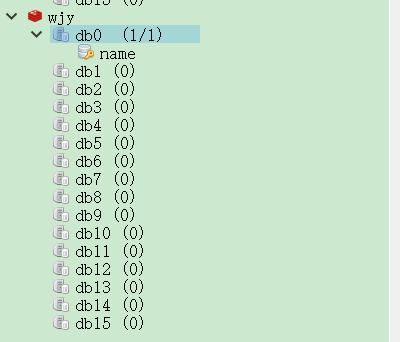 db15 (0)
wjy
db0 (1/1)
name
db1 (0)
db2 (0)
db3 (0)
db4 (0)
db5 (0)
db6 (0)
db7 (0)
db8 (0)
db9 (0)
db10 (0)
db11 (0)
db12 (0)
db13 (0)
db14 (0)
db15 (0)